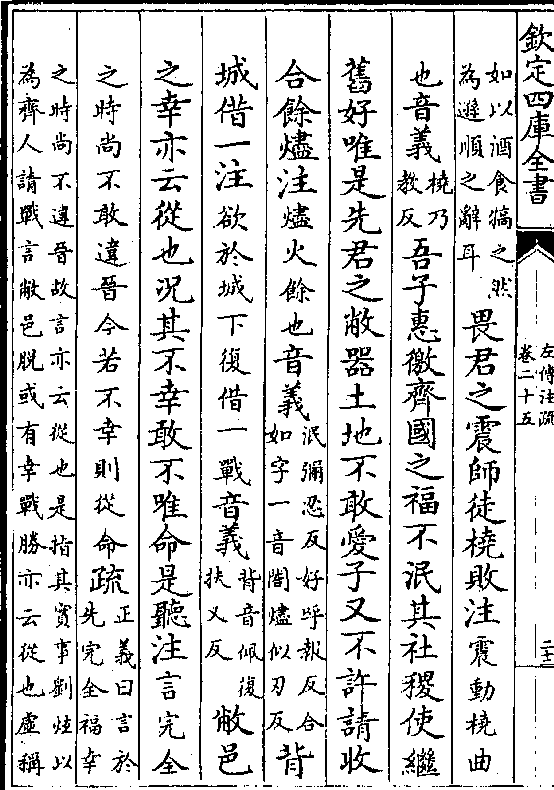 欽定四庫全書
左傳注疏
卷二十五
二十三
如以酒食犒之然
為遜順之辭耳
畏君之震師徒橈敗注震動橈曲
也音義
橈乃
教反
吾子惠徼齊國之福不泯其社稷使繼
舊好唯是先君之敝器土地不敢愛子又不許請收
合餘燼注燼火餘也音義
泯彌忍反好呼報反合
如字一音閤燼似刃反
背
城借一注欲於城下復借一戰音義
背音佩復
扶又反
敝邑
之幸亦云從也況其不幸敢不唯命是聽注言完全
之時尚不敢違晉今若不幸則從命疏
正義曰言於
先完全福幸
之時尚不違晉故言亦云從也是指其實事劉炫以
為齊人請戰言敝邑脫或有幸戰勝亦云從也虛稱